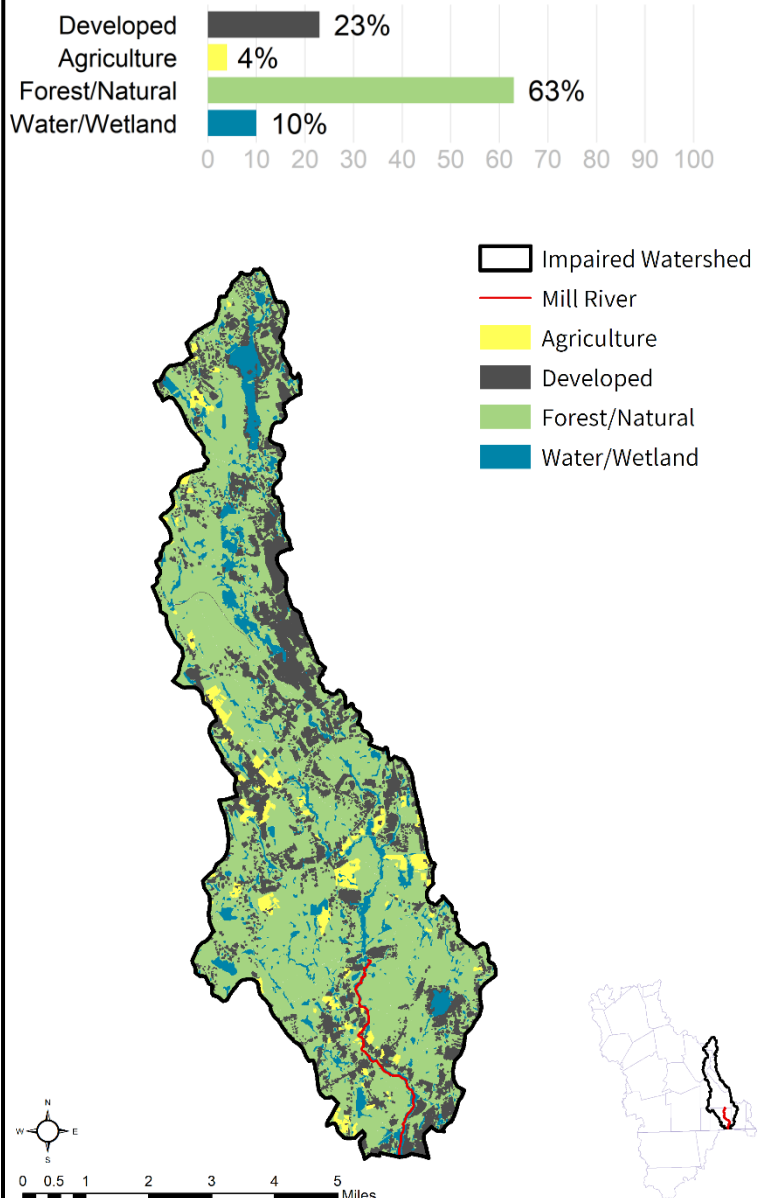 Developed 23%
Agriculture 4%
Forest/Natural 63%
Water/Wetland 10%
0 10 20 30 40 50 60 70 80 90 100
Impaired Watershed
Mill River
Agriculture
Developed
Forest/Natural
Water/Wetland
N
W E
S
0 0.5 1 2 3 4 5
Miles